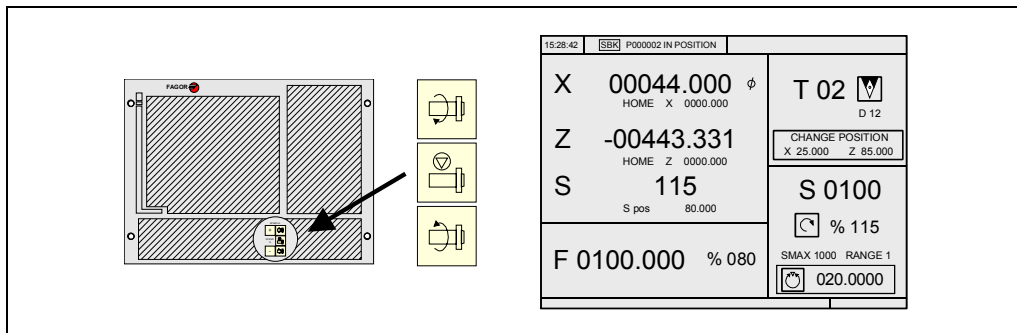 FAGOR
15:28:42 SBK P000002 IN POSITION
X 00044.000 ø
HOME X 0000.000
Z -00443.331
HOME Z 0000.000
S 115
S pos 80.000
F 0100.000 % 080
T 02
D 12
CHANGE POSITION
X 25.000 Z 85.000
S 0100
% 115
SMAX 1000 RANGE 1
020.0000